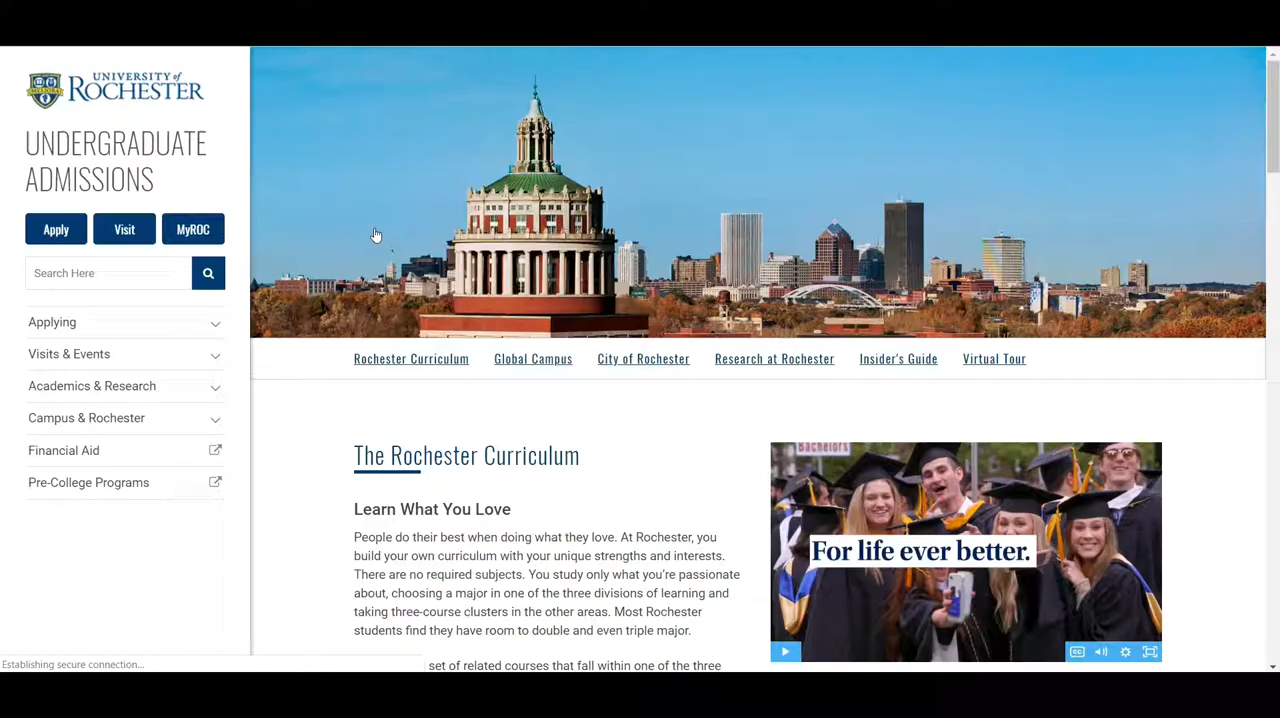 UNIVERSITY of
ROCHESTER
MELIORA
UNDERGRADUATE
ADMISSIONS
Apply
Visit
MyROC
Search Here
Applying
Visits & Events
Academics & Research
Campus & Rochester
Financial Aid
Pre-College Programs
Establishing secure connection...
Rochester Curriculum
Global Campus
City of Rochester
Research at Rochester
Insider's Guide
Virtual Tour
The Rochester Curriculum
Learn What You Love
People do their best when doing what they love. At Rochester, you
build your own curriculum with your unique strengths and interests.
There are no required subjects. You study only what you're passionate
about, choosing a major in one of the three divisions of learning and
taking three-course clusters in the other areas. Most Rochester
students find they have room to double and even triple major.
set of related courses that fall within one of the three
Bachelors
For life ever better.
CC